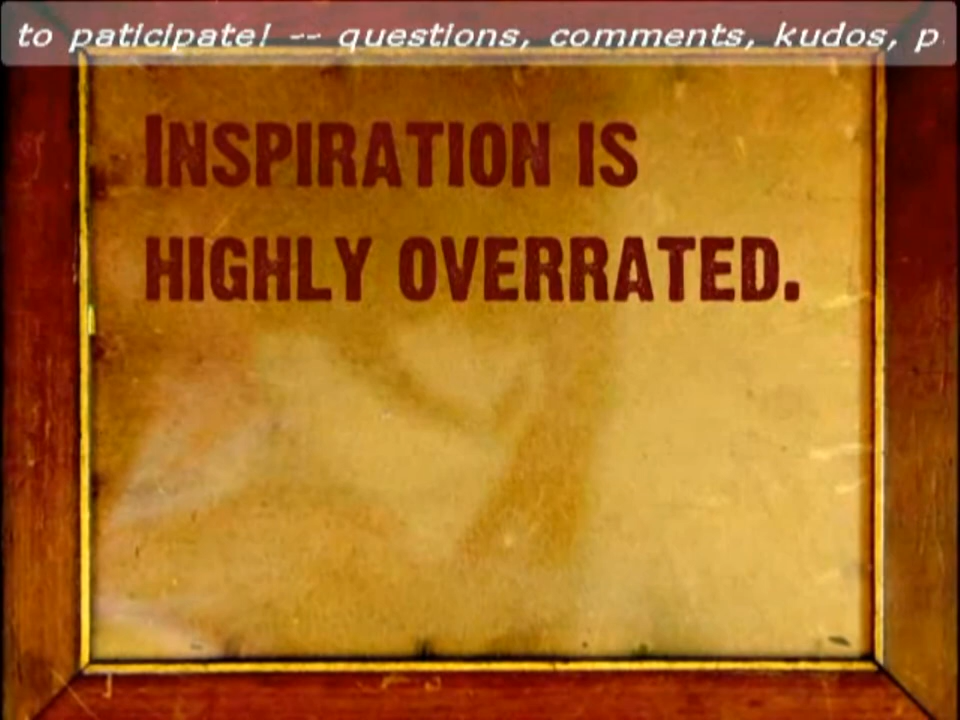 to paticipate! -- questions, comments, kudos, p
INSPIRATION IS
HIGHLY OVERRATED.